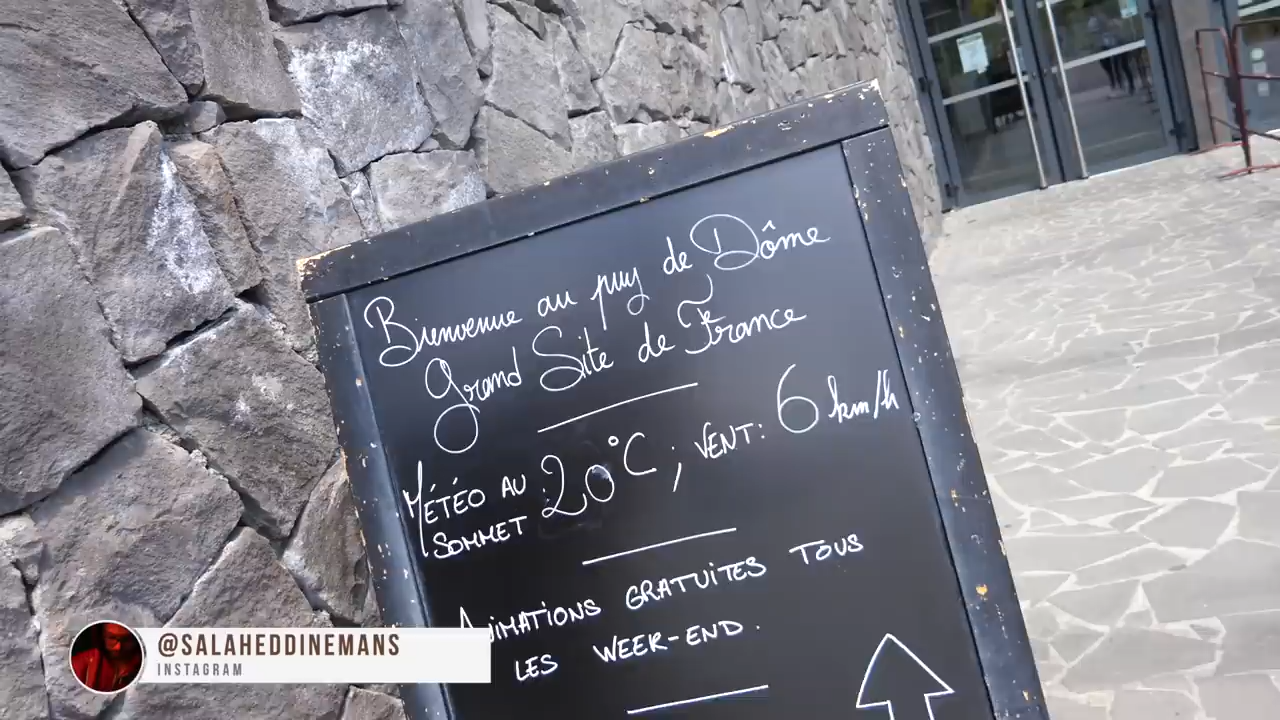 Bienvenue au puy de Dôme
Grand Site de France
MÉTÉO AU SOMMET 20°C ; VENT: 6 km/h
ANIMATIONS GRATUITES TOUS
LES WEEK-END.
@SALAHEDDINEMANS
INSTAGRAM